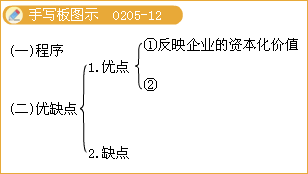 手写板图示 0205-12
(一)程序
(二)优缺点
1.优点
①反映企业的资本化价值
②
2.缺点